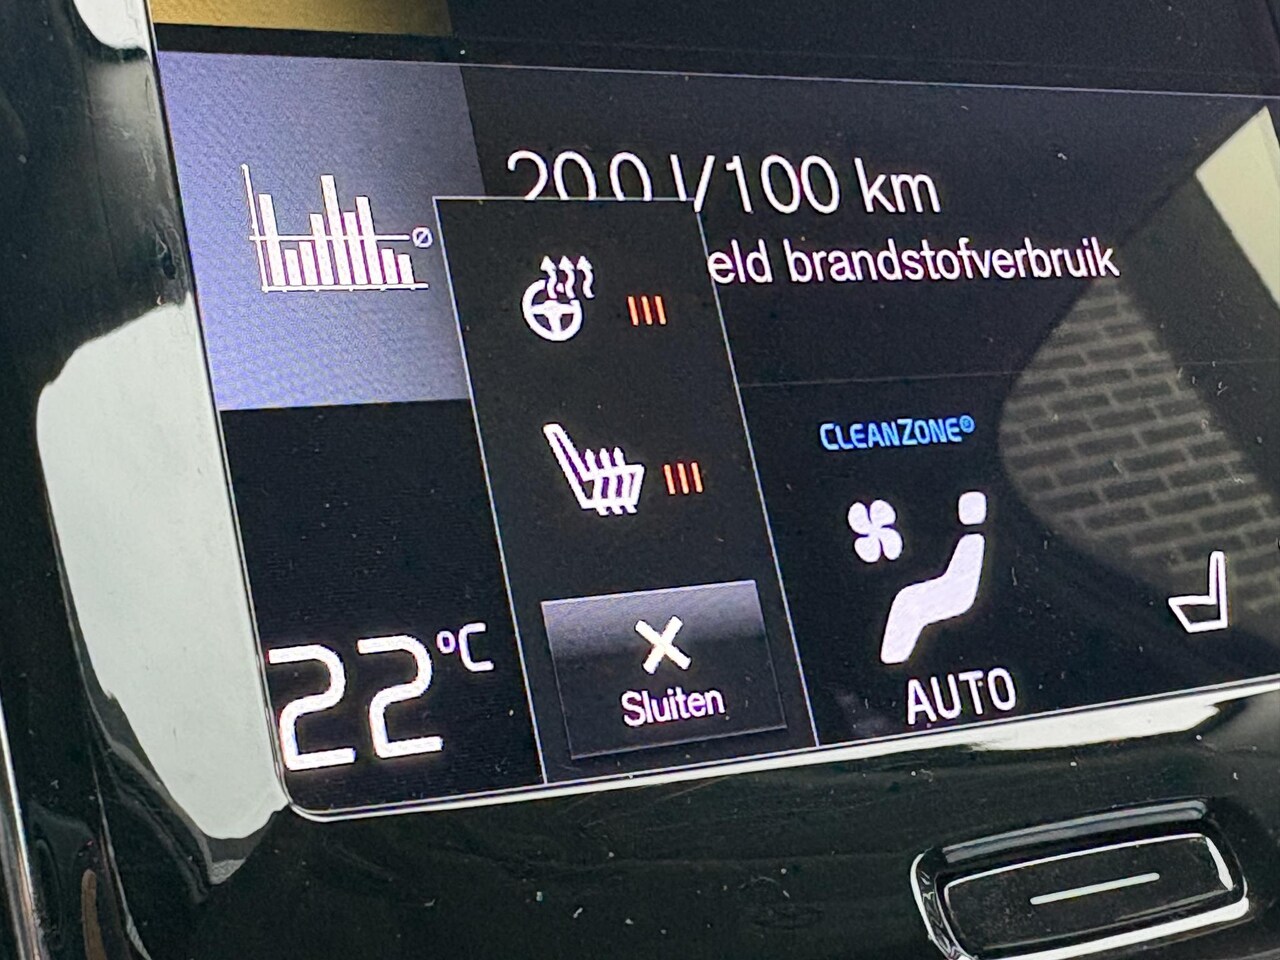 20.0 l/100 km
eld brandstofverbruik
CLEANZONE®
22 °C
Sluiten
AUTO